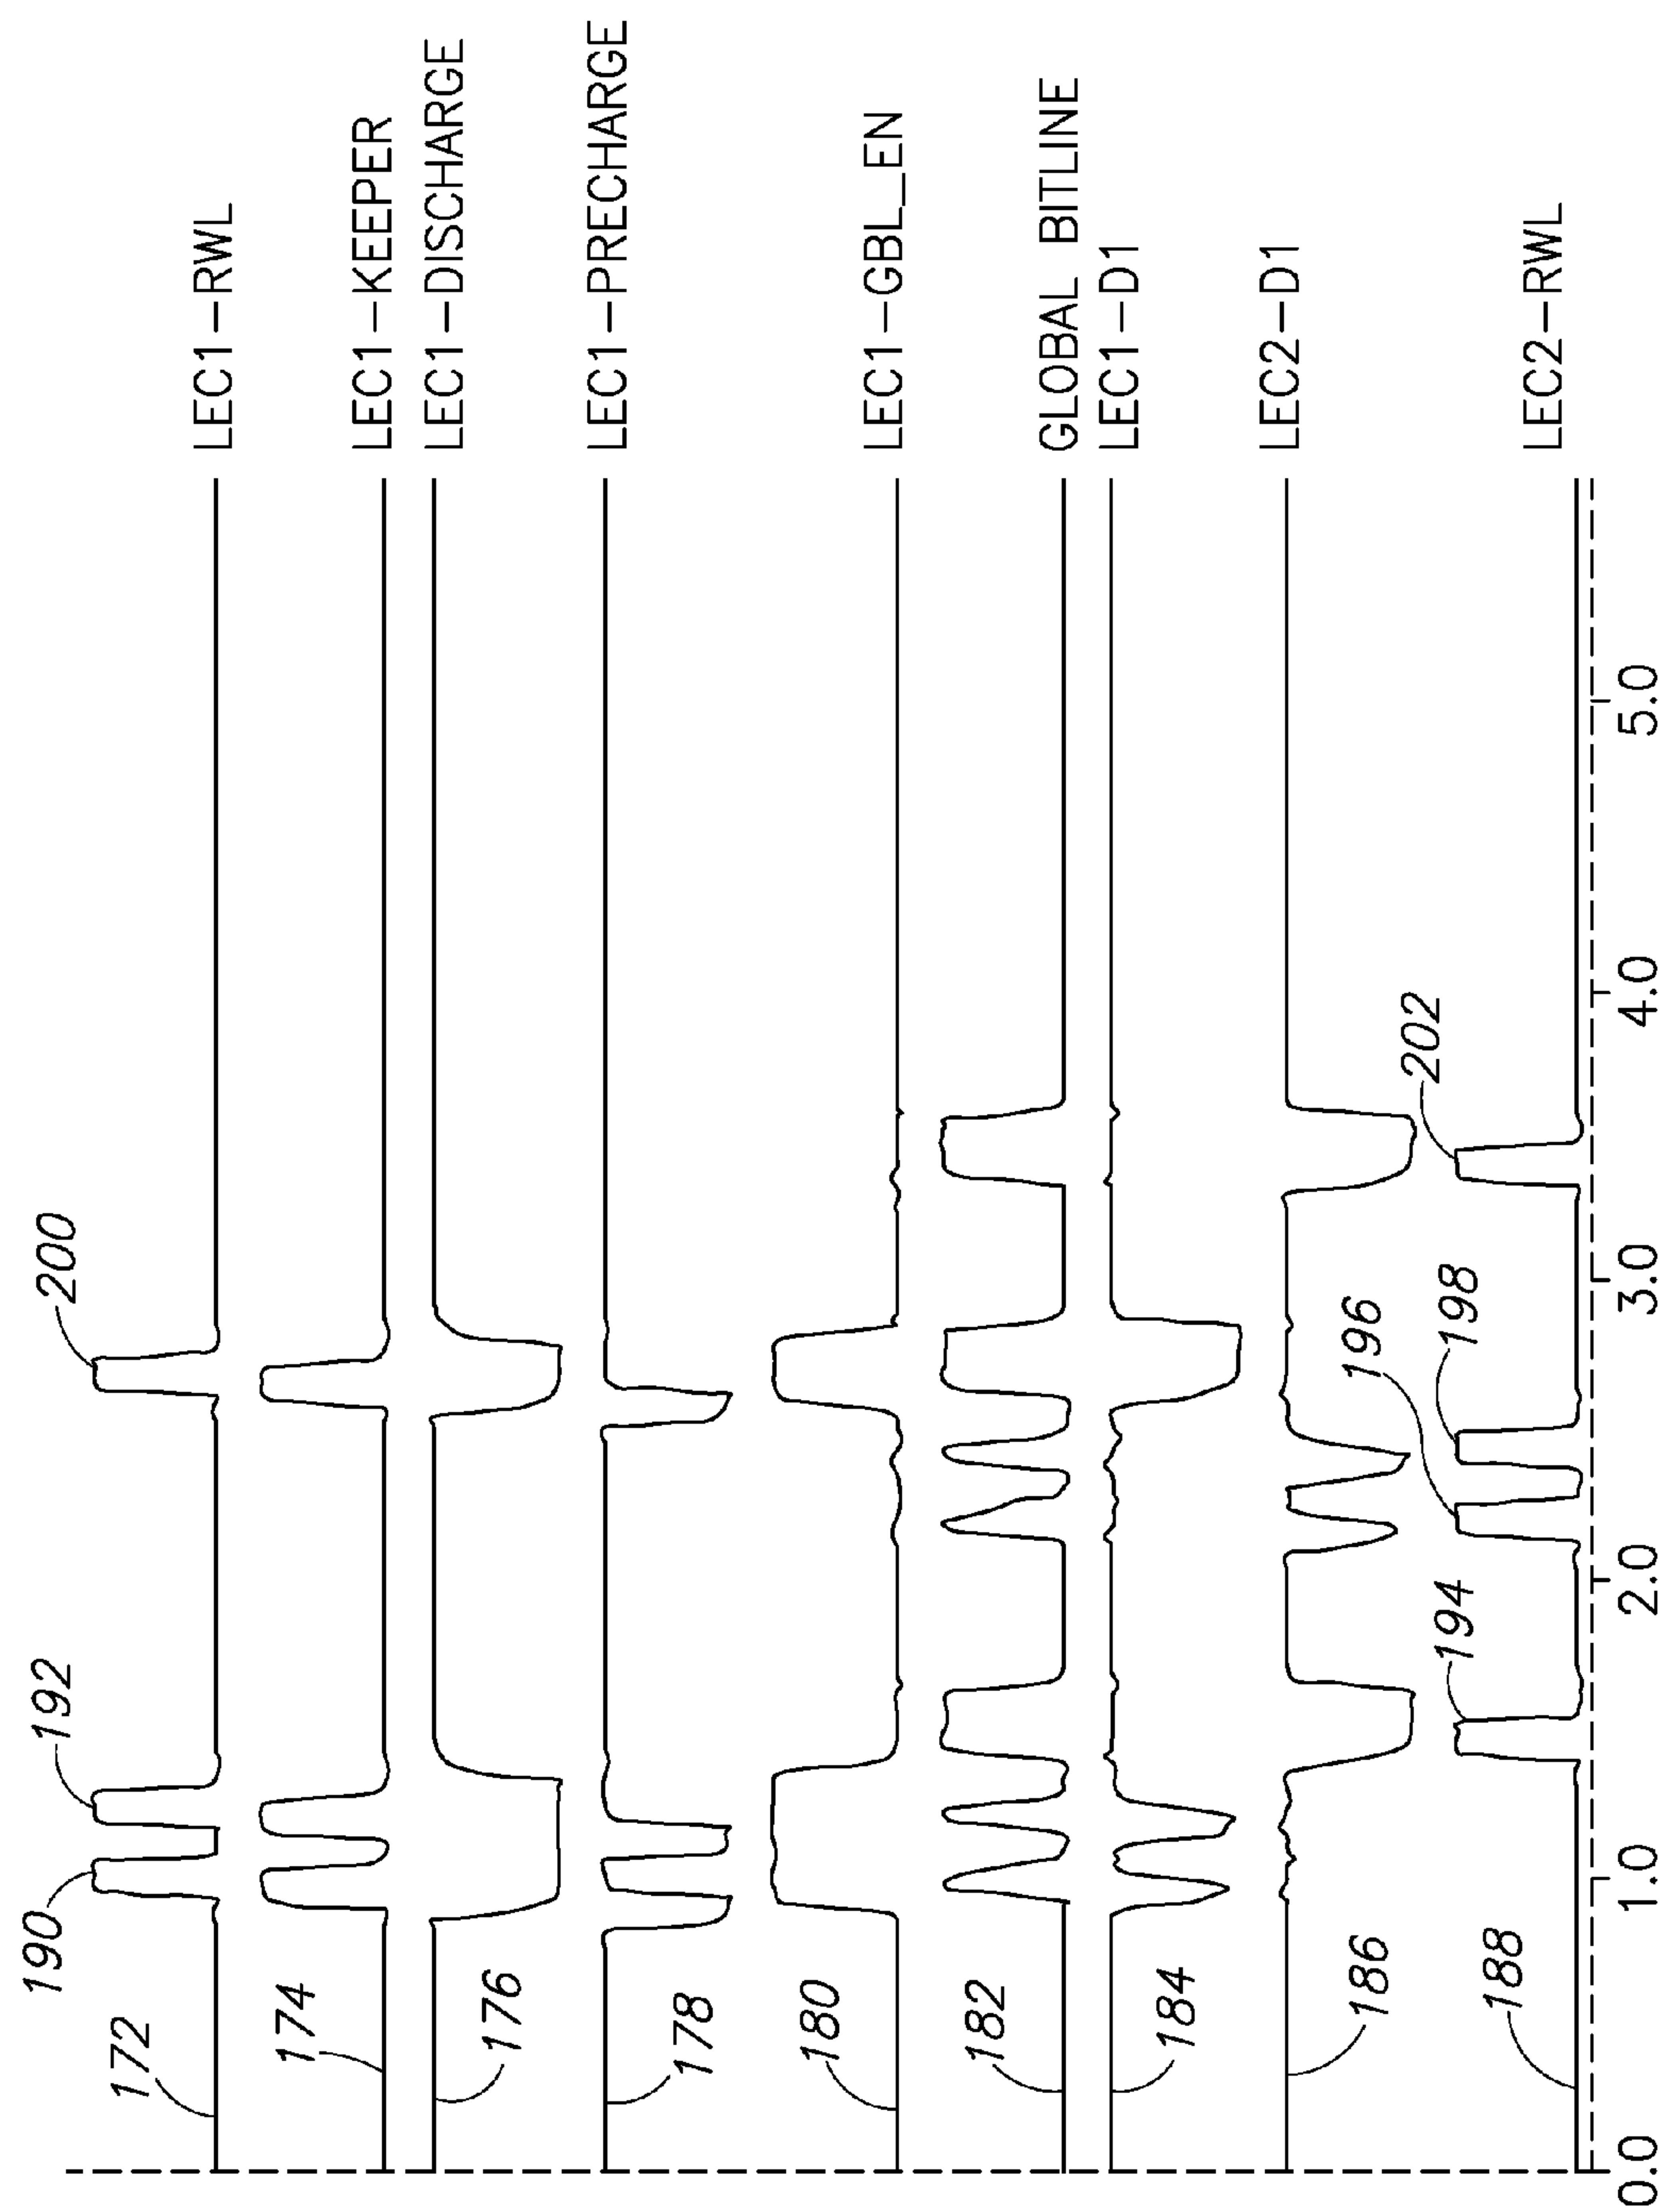 190
192
200
172
LEC1-RWL
174
LEC1-KEEPER
176
LEC1-DISCHARGE
178
LEC1-PRECHARGE
180
LEC1-GBL_EN
182
GLOBAL BITLINE
184
LEC1-D1
186
LEC2-D1
196
194
198
202
188
LEC2-RWL
0.0 1.0 2.0 3.0 4.0 5.0